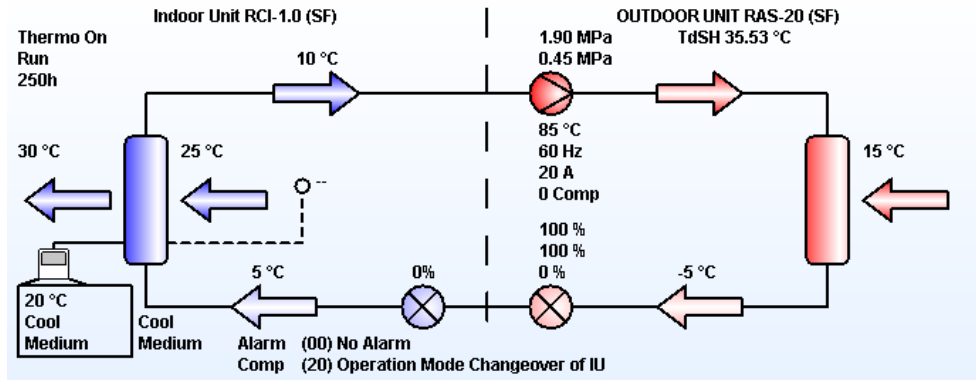 Indoor Unit RCI-1.0 (SF)
OUTDOOR UNIT RAS-20 (SF)
Thermo On
Run
250h
10 °C
1.90 MPa
0.45 MPa
TdSH 35.53 °C
30 °C
25 °C
--
85 °C
60 Hz
20 A
0 Comp
15 °C
100 %
100 %
0 %
5 °C
0%
-5 °C
20 °C
Cool
Medium
Cool
Medium
Alarm (00) No Alarm
Comp (20) Operation Mode Changeover of IU